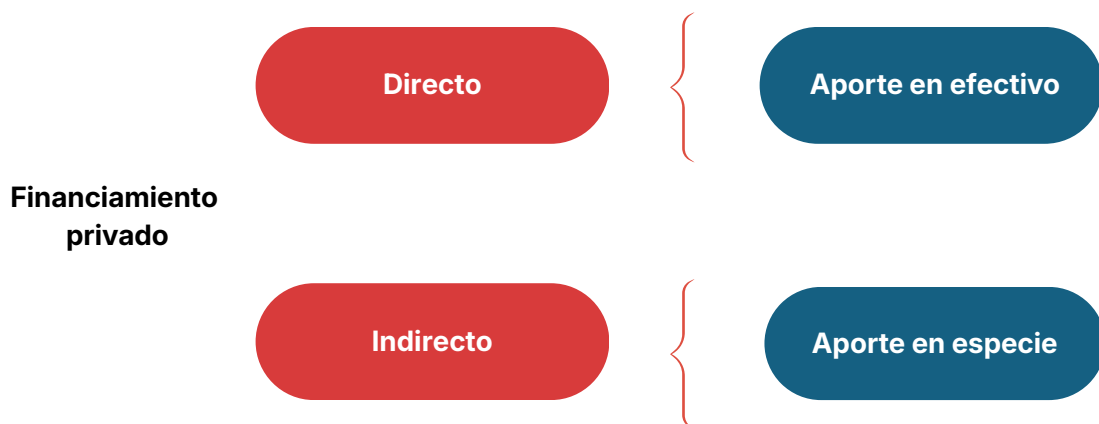 Financiamiento
privado
Directo
Aporte en efectivo
Indirecto
Aporte en especie